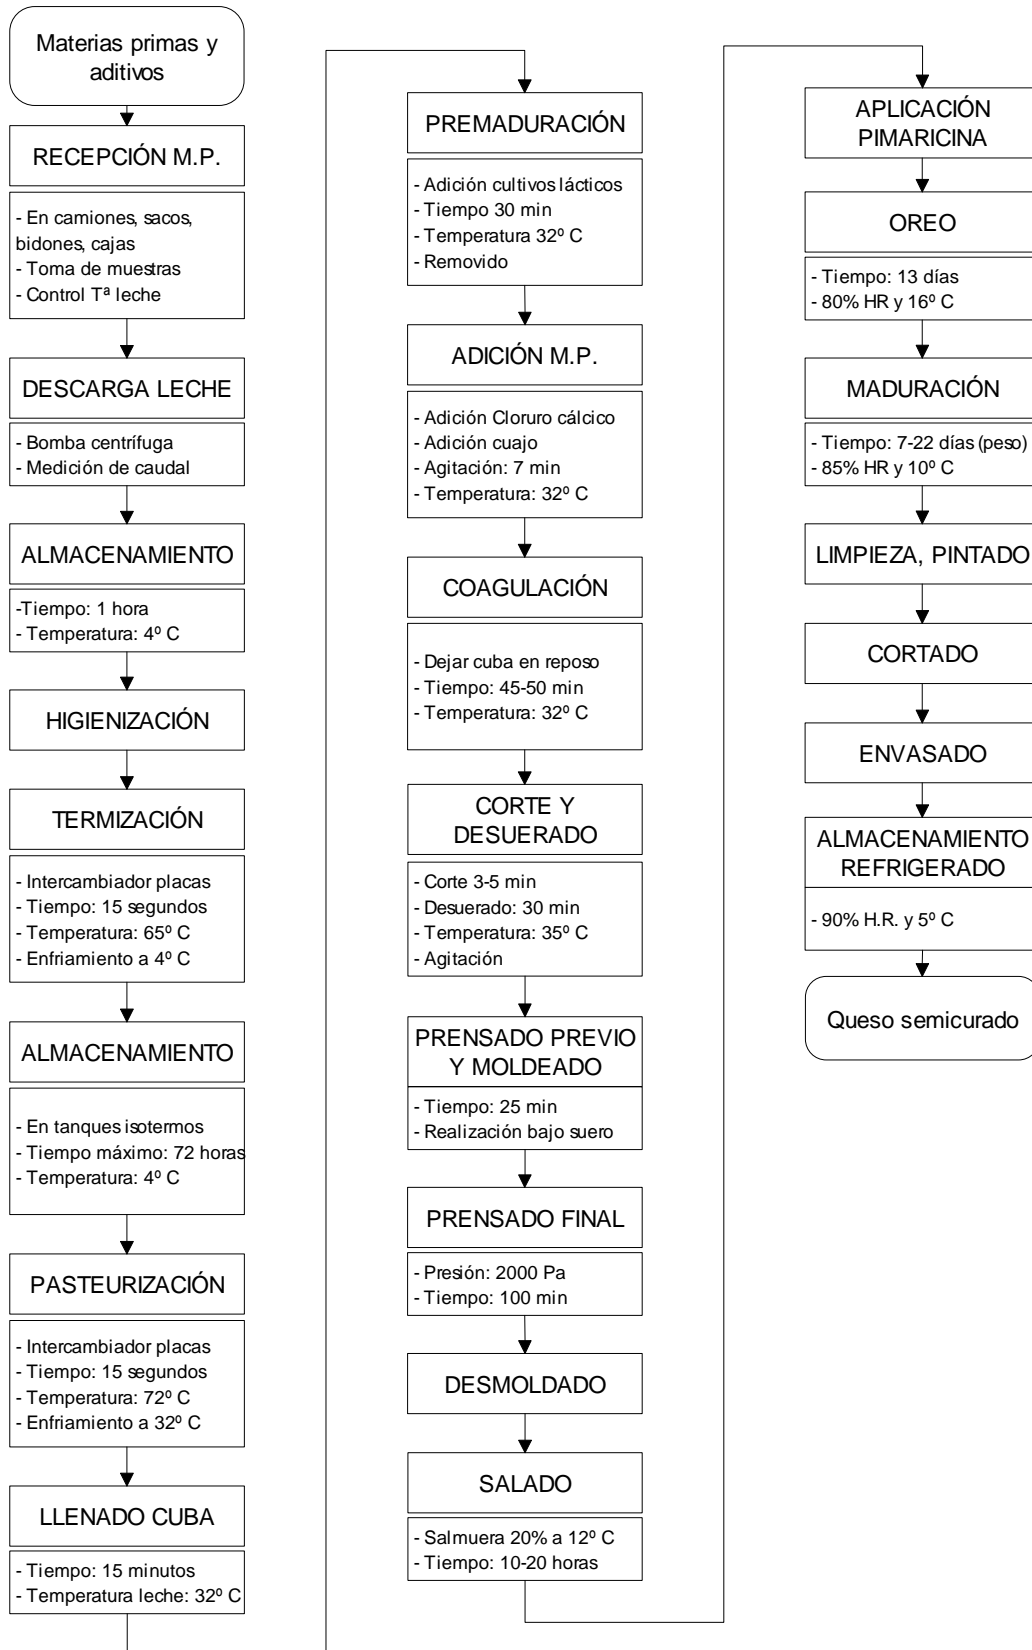 Materias primas y
aditivos
RECEPCIÓN M.P.
- En camiones, sacos,
bidones, cajas
- Toma de muestras
- Control Tª leche
DESCARGA LECHE
- Bomba centrífuga
- Medición de caudal
ALMACENAMIENTO
-Tiempo: 1 hora
- Temperatura: 4º C
HIGIENIZACIÓN
TERMIZACIÓN
- Intercambiador placas
- Tiempo: 15 segundos
- Temperatura: 65º C
- Enfriamiento a 4º C
ALMACENAMIENTO
- En tanques isotermos
- Tiempo máximo: 72 horas
- Temperatura: 4º C
PASTEURIZACIÓN
- Intercambiador placas
- Tiempo: 15 segundos
- Temperatura: 72º C
- Enfriamiento a 32º C
LLENADO CUBA
- Tiempo: 15 minutos
- Temperatura leche: 32º C
PREMADURACIÓN
- Adición cultivos lácticos
- Tiempo 30 min
- Temperatura 32º C
- Removido
ADICIÓN M.P.
- Adición Cloruro cálcico
- Adición cuajo
- Agitación: 7 min
- Temperatura: 32º C
COAGULACIÓN
- Dejar cuba en reposo
- Tiempo: 45-50 min
- Temperatura: 32º C
CORTE Y
DESUERADO
- Corte 3-5 min
- Desuerado: 30 min
- Temperatura: 35º C
- Agitación
PRENSADO PREVIO
Y MOLDEADO
- Tiempo: 25 min
- Realización bajo suero
PRENSADO FINAL
- Presión: 2000 Pa
- Tiempo: 100 min
DESMOLDADO
SALADO
- Salmuera 20% a 12º C
- Tiempo: 10-20 horas
APLICACIÓN
PIMARICINA
OREO
- Tiempo: 13 días
- 80% HR y 16º C
MADURACIÓN
- Tiempo: 7-22 días (peso)
- 85% HR y 10º C
LIMPIEZA, PINTADO
CORTADO
ENVASADO
ALMACENAMIENTO
REFRIGERADO
- 90% H.R. y 5º C
Queso semicurado